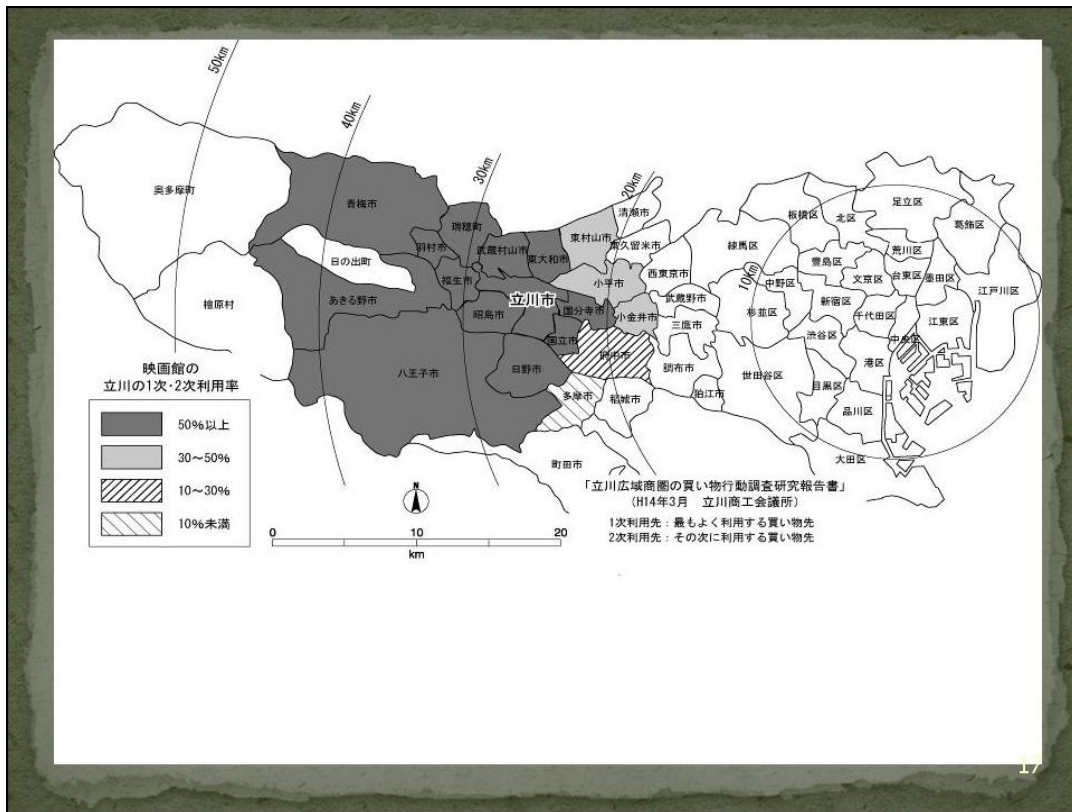 50km
40km
30km
20km
10km
奥多摩町
青梅市
瑞穂町
羽村市
武蔵村山市
東大和市
東村山市
清瀬市
東久留米市
日の出町
福生市
立川市
小平市
西東京市
檜原村
あきる野市
昭島市
国分寺市
小金井市
武蔵野市
三鷹市
国立市
府中市
調布市
八王子市
日野市
多摩市
稲城市
狛江市
町田市
練馬区
板橋区
北区
足立区
葛飾区
荒川区
豊島区
文京区
台東区
墨田区
江戸川区
中野区
杉並区
新宿区
千代田区
江東区
渋谷区
中央区
港区
世田谷区
目黒区
品川区
大田区
映画館の
立川の1次・2次利用率
50%以上
30～50%
10～30%
10%未満
N
0 10 20
km
「立川広域商圏の買い物行動調査研究報告書」
(H14年3月 立川商工会議所)
1次利用先：最もよく利用する買い物先
2次利用先：その次に利用する買い物先
17